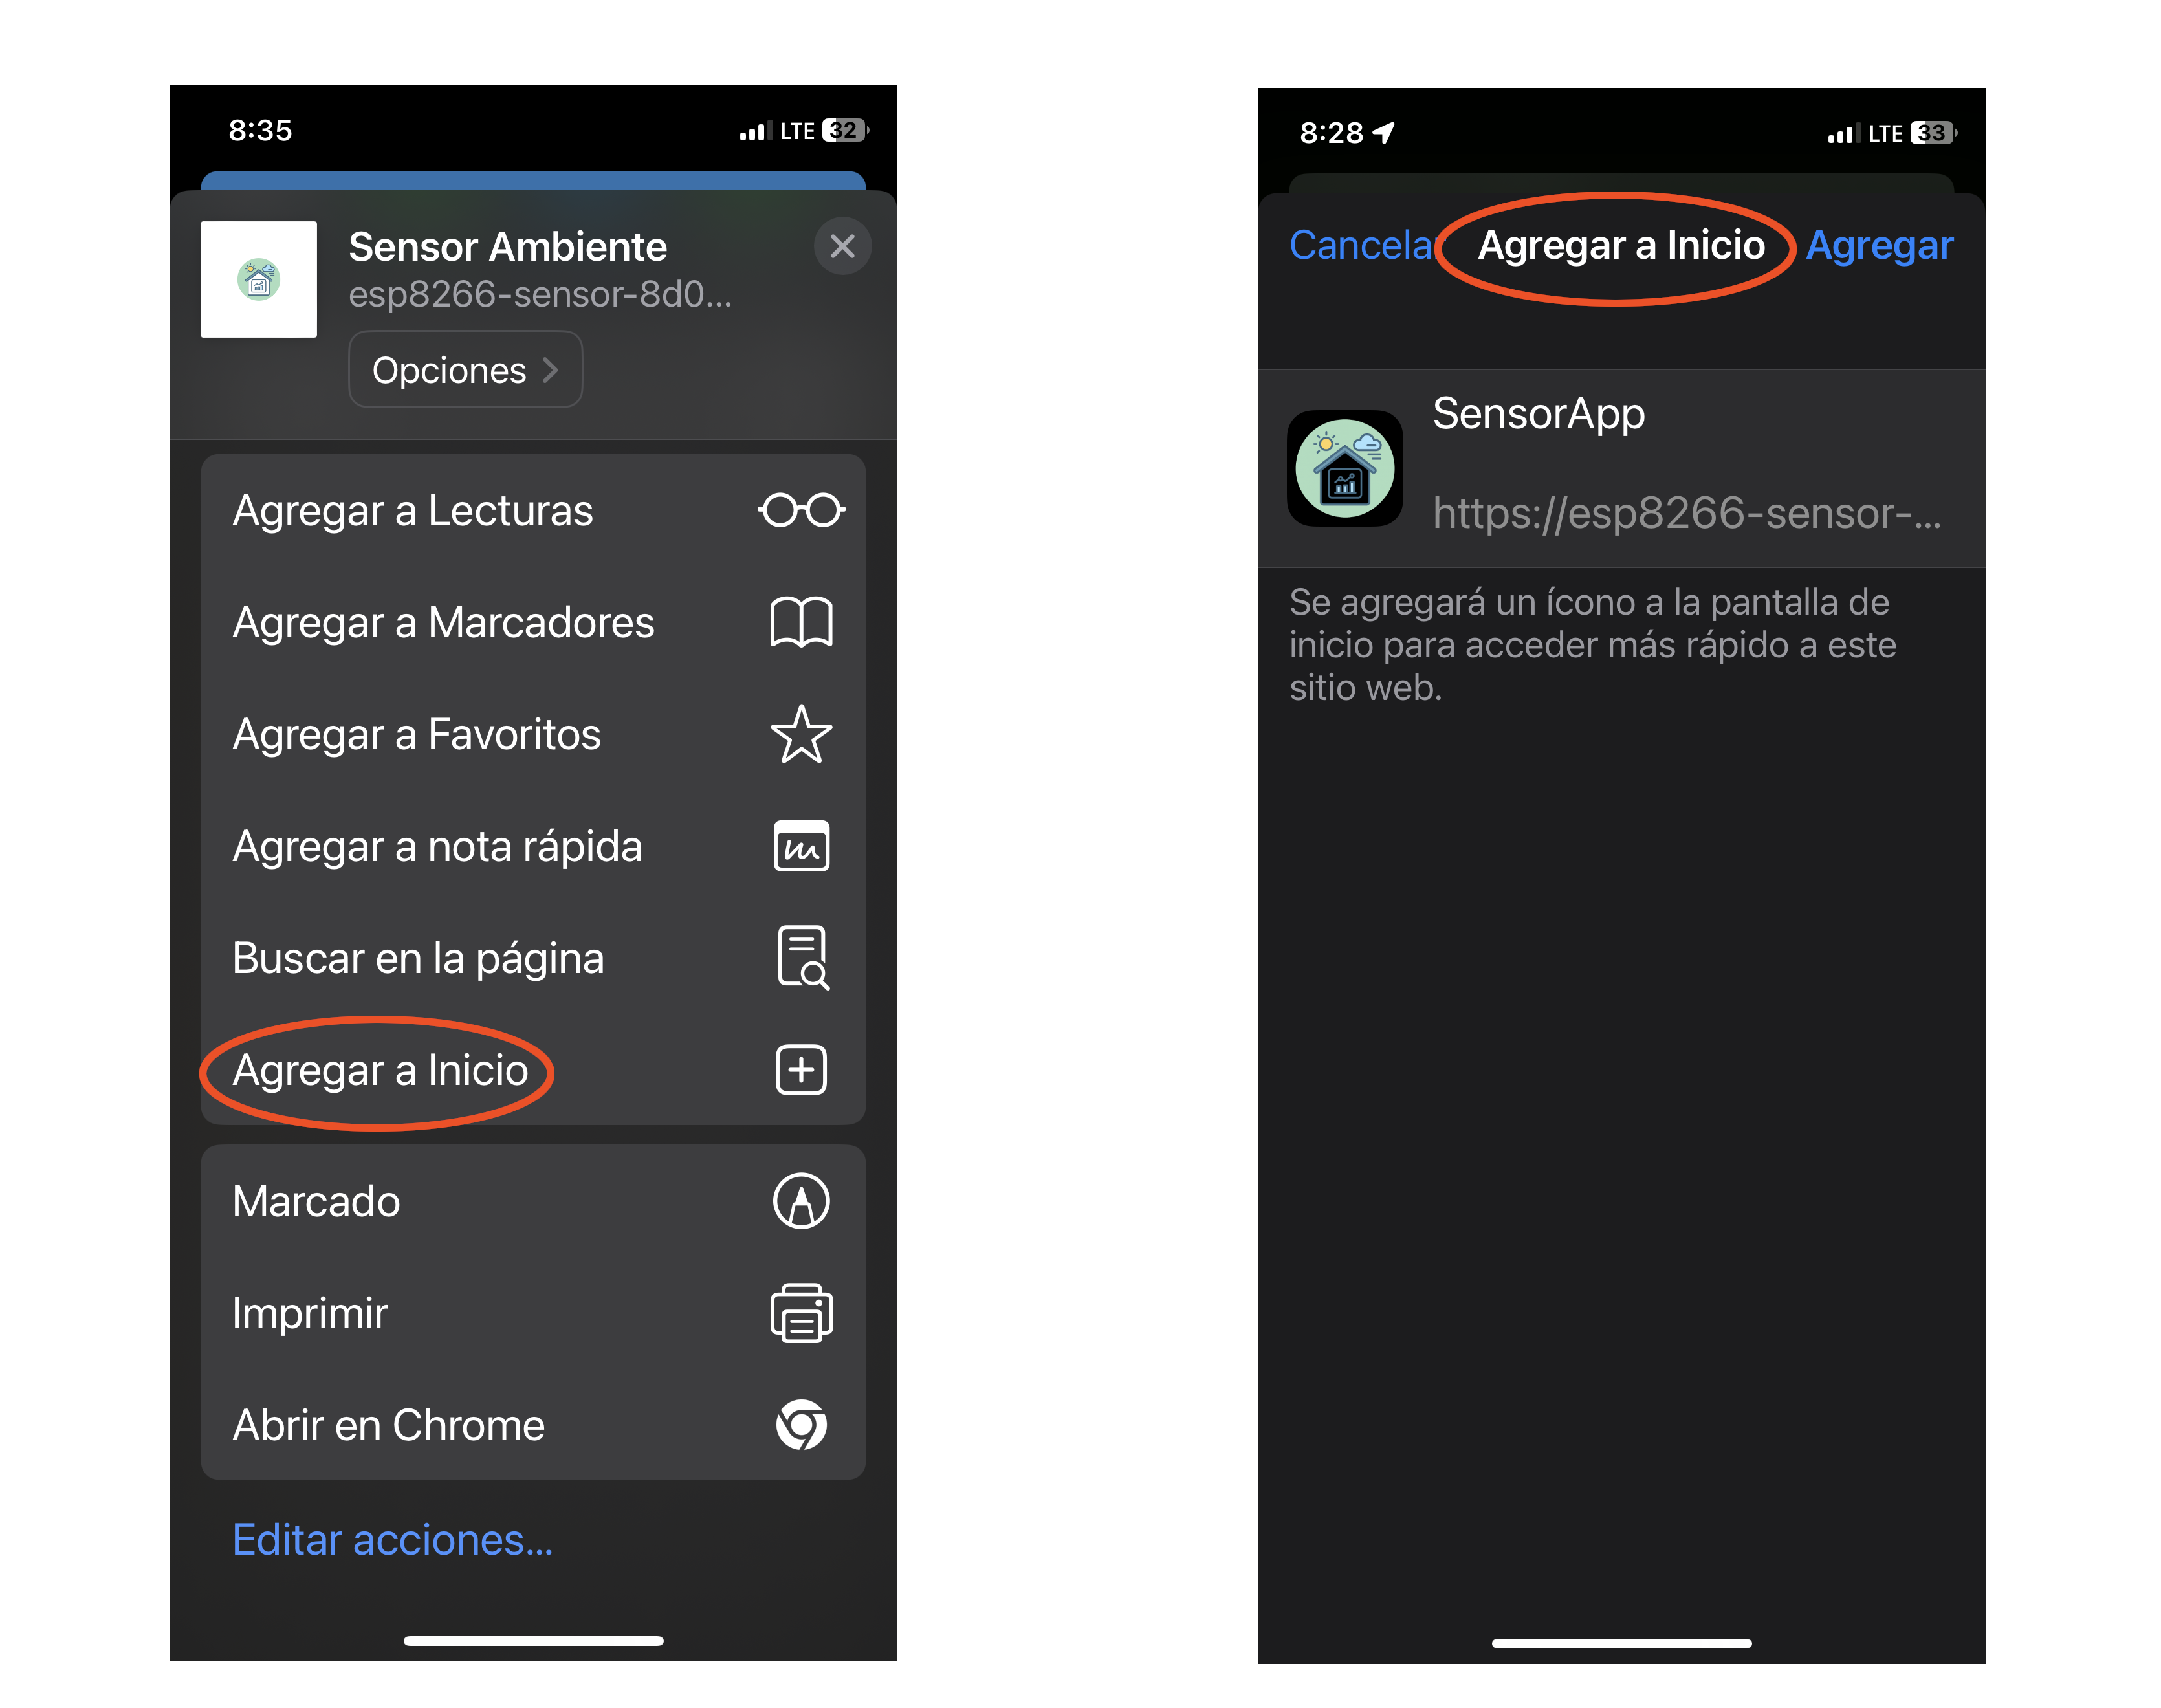 8:35
LTE 32
Sensor Ambiente
esp8266-sensor-8d0...
Opciones
Agregar a Lecturas
Agregar a Marcadores
Agregar a Favoritos
Agregar a nota rápida
Buscar en la página
Agregar a Inicio
Marcado
Imprimir
Abrir en Chrome
Editar acciones...
8:28
LTE 33
Cancelar Agregar a Inicio Agregar
SensorApp
https://esp8266-sensor-...
Se agregará un ícono a la pantalla de
inicio para acceder más rápido a este
sitio web.